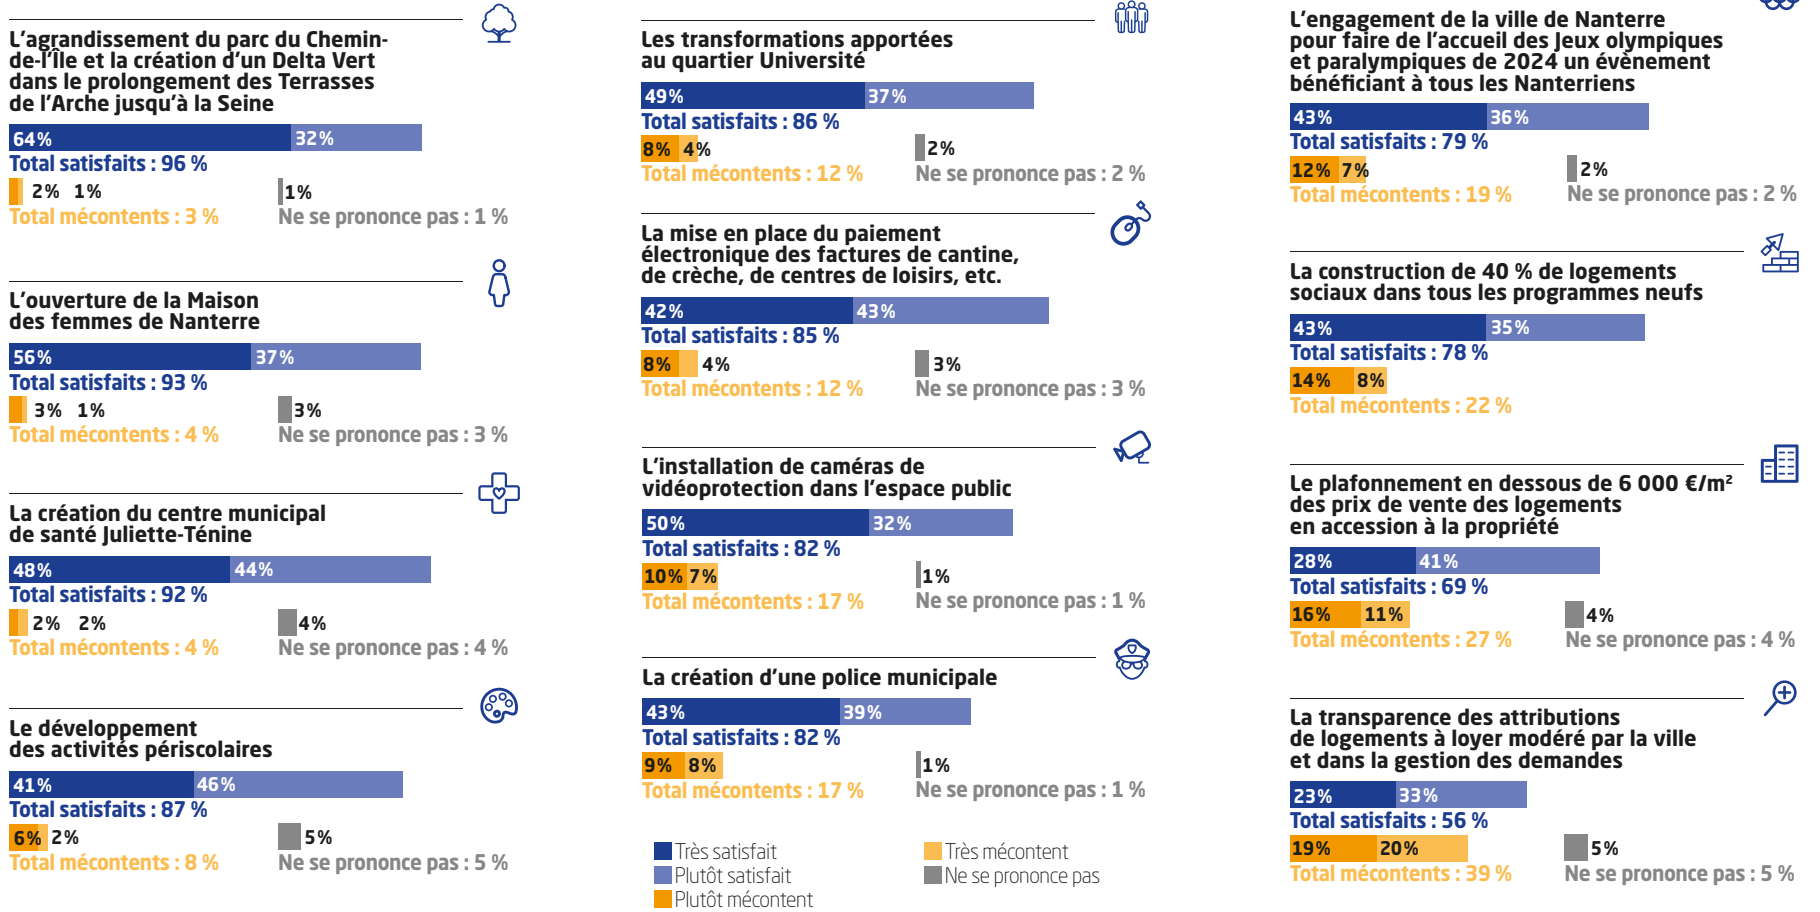 L'agrandissement du parc du Chemin-
de-l'Île et la création d'un Delta Vert
dans le prolongement des Terrasses
de l'Arche jusqu'à la Seine
64% 32%
Total satisfaits : 96 %
2% 1% 1%
Total mécontents : 3 % Ne se prononce pas : 1 %
L'ouverture de la Maison
des femmes de Nanterre
56% 37%
Total satisfaits : 93 %
3% 1% 3%
Total mécontents : 4 % Ne se prononce pas : 3 %
La création du centre municipal
de santé Juliette-Ténine
48% 44%
Total satisfaits : 92 %
2% 2% 4%
Total mécontents : 4 % Ne se prononce pas : 4 %
Le développement
des activités périscolaires
41% 46%
Total satisfaits : 87 %
6% 2% 5%
Total mécontents : 8 % Ne se prononce pas : 5 %
Les transformations apportées
au quartier Université
49% 37%
Total satisfaits : 86 %
8% 4% 2%
Total mécontents : 12 % Ne se prononce pas : 2 %
La mise en place du paiement
électronique des factures de cantine,
de crèche, de centres de loisirs, etc.
42% 43%
Total satisfaits : 85 %
8% 4% 3%
Total mécontents : 12 % Ne se prononce pas : 3 %
L'installation de caméras de
vidéoprotection dans l'espace public
50% 32%
Total satisfaits : 82 %
10% 7% 1%
Total mécontents : 17 % Ne se prononce pas : 1 %
La création d'une police municipale
43% 39%
Total satisfaits : 82 %
9% 8% 1%
Total mécontents : 17 % Ne se prononce pas : 1 %
Très satisfait Très mécontent
Plutôt satisfait Ne se prononce pas
Plutôt mécontent
L'engagement de la ville de Nanterre
pour faire de l'accueil des Jeux olympiques
et paralympiques de 2024 un évènement
bénéficiant à tous les Nanterriens
43% 36%
Total satisfaits : 79 %
12% 7% 2%
Total mécontents : 19 % Ne se prononce pas : 2 %
La construction de 40 % de logements
sociaux dans tous les programmes neufs
43% 35%
Total satisfaits : 78 %
14% 8%
Total mécontents : 22 %
Le plafonnement en dessous de 6 000 €/m²
des prix de vente des logements
en accession à la propriété
28% 41%
Total satisfaits : 69 %
16% 11% 4%
Total mécontents : 27 % Ne se prononce pas : 4 %
La transparence des attributions
de logements à loyer modéré par la ville
et dans la gestion des demandes
23% 33%
Total satisfaits : 56 %
19% 20% 5%
Total mécontents : 39 % Ne se prononce pas : 5 %